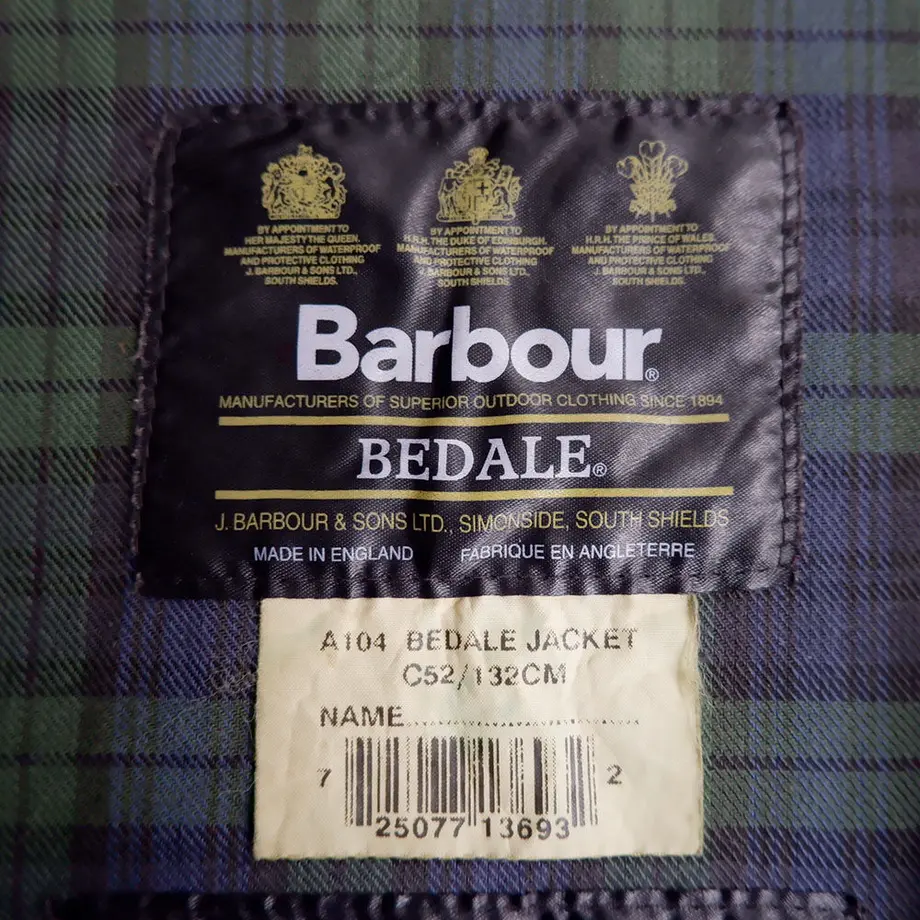 BY APPOINTMENT TO
HER MAJESTY THE QUEEN.
MANUFACTURERS OF WATERPROOF
AND PROTECTIVE CLOTHING
J. BARBOUR & SONS LTD.,
SOUTH SHIELDS.
BY APPOINTMENT TO
H.R.H. THE DUKE OF EDINBURGH.
MANUFACTURERS OF WATERPROOF
AND PROTECTIVE CLOTHING
J. BARBOUR & SONS LTD.,
SOUTH SHIELDS.
BY APPOINTMENT TO
H.R.H. THE PRINCE OF WALES
MANUFACTURERS OF WATERPROOF
AND PROTECTIVE CLOTHING
J. BARBOUR & SONS LTD.,
SOUTH SHIELDS.
Barbour®
MANUFACTURERS OF SUPERIOR OUTDOOR CLOTHING SINCE 1894
BEDALE®
J. BARBOUR & SONS LTD., SIMONSIDE, SOUTH SHIELDS
MADE IN ENGLAND FABRIQUE EN ANGLETERRE
A104 BEDALE JACKET
C52/132CM
NAME
7 25077 13693 2